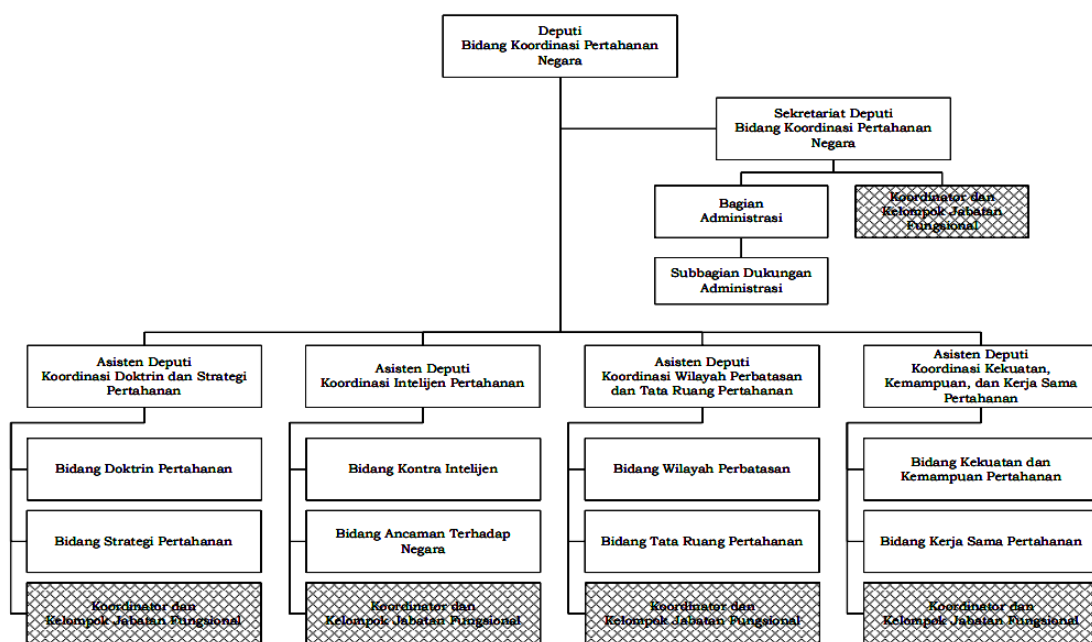 Deputi
Bidang Koordinasi Pertahanan
Negara
Sekretariat Deputi
Bidang Koordinasi Pertahanan
Negara
Bagian
Administrasi
Koordinator dan
Kelompok Jabatan
Fungsional
Subbagian Dukungan
Administrasi
Asisten Deputi
Koordinasi Doktrin dan Strategi
Pertahanan
Bidang Doktrin Pertahanan
Bidang Strategi Pertahanan
Koordinator dan
Kelompok Jabatan Fungsional
Asisten Deputi
Koordinasi Intelijen Pertahanan
Bidang Kontra Intelijen
Bidang Ancaman Terhadap
Negara
Koordinator dan
Kelompok Jabatan Fungsional
Asisten Deputi
Koordinasi Wilayah Perbatasan
dan Tata Ruang Pertahanan
Bidang Wilayah Perbatasan
Bidang Tata Ruang Pertahanan
Koordinator dan
Kelompok Jabatan Fungsional
Asisten Deputi
Koordinasi Kekuatan,
Kemampuan, dan Kerja Sama
Pertahanan
Bidang Kekuatan dan
Kemampuan Pertahanan
Bidang Kerja Sama Pertahanan
Koordinator dan
Kelompok Jabatan Fungsional